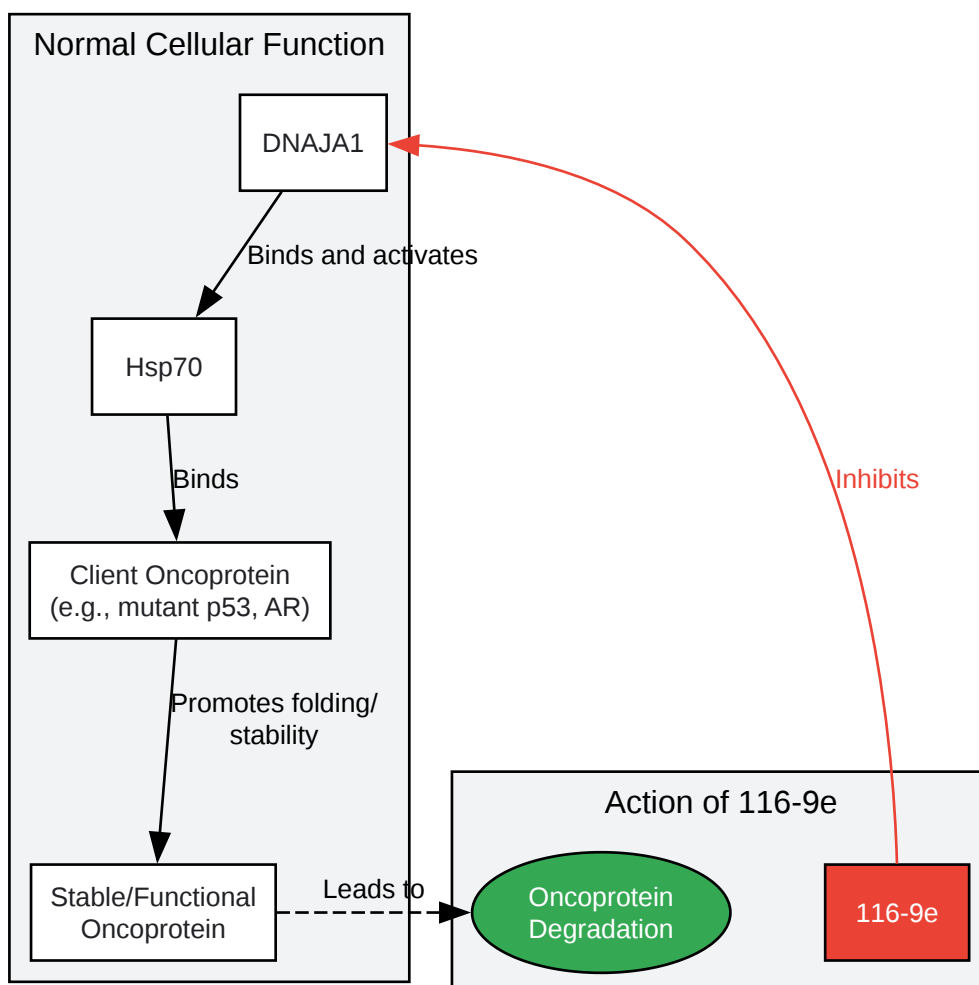 Normal Cellular Function
DNAJA1
Binds and activates
Hsp70
Binds
Inhibits
Client Oncoprotein
(e.g., mutant p53, AR)
Promotes folding/
stability
Action of 116-9e
Stable/Functional
Oncoprotein
Leads to
Oncoprotein
Degradation
116-9e